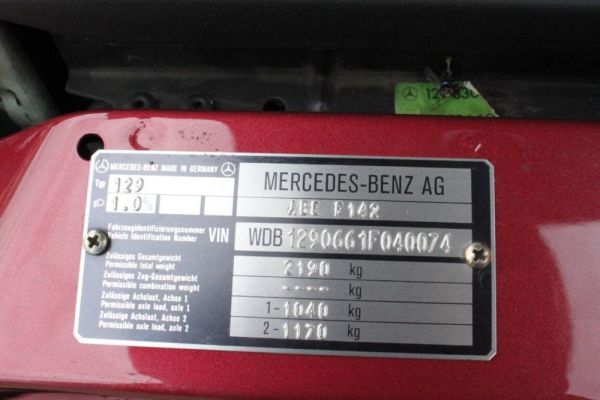 MERCEDES-BENZ MADE IN GERMANY
Typ 129
1.0%
MERCEDES-BENZ AG
ABE F142
Fahrzeugidentifizierungsnummer
Vehicle Identification Number VIN WDB1290661F040074
Zulässiges Gesamtgewicht
Permissible total weight 2190 kg
Zulässiges Zug-Gesamtgewicht
Permissible combination weight ---- kg
Zulässige Achslast, Achse 1
Permissible axle load, axle 1 1-1040 kg
Zulässige Achslast, Achse 2
Permissible axle load, axle 2 2-1170 kg